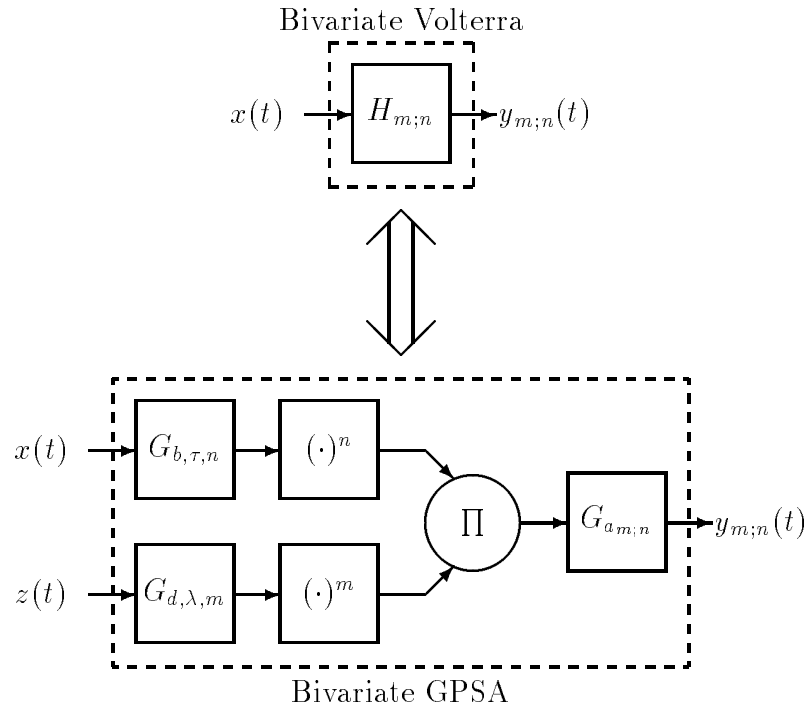 Bivariate Volterra
x(t) H_{m;n} y_{m;n}(t)
x(t) G_{b,τ,n} (·)^n
∏ G_{a_{m;n}} y_{m;n}(t)
z(t) G_{d,λ,m} (·)^m
Bivariate GPSA